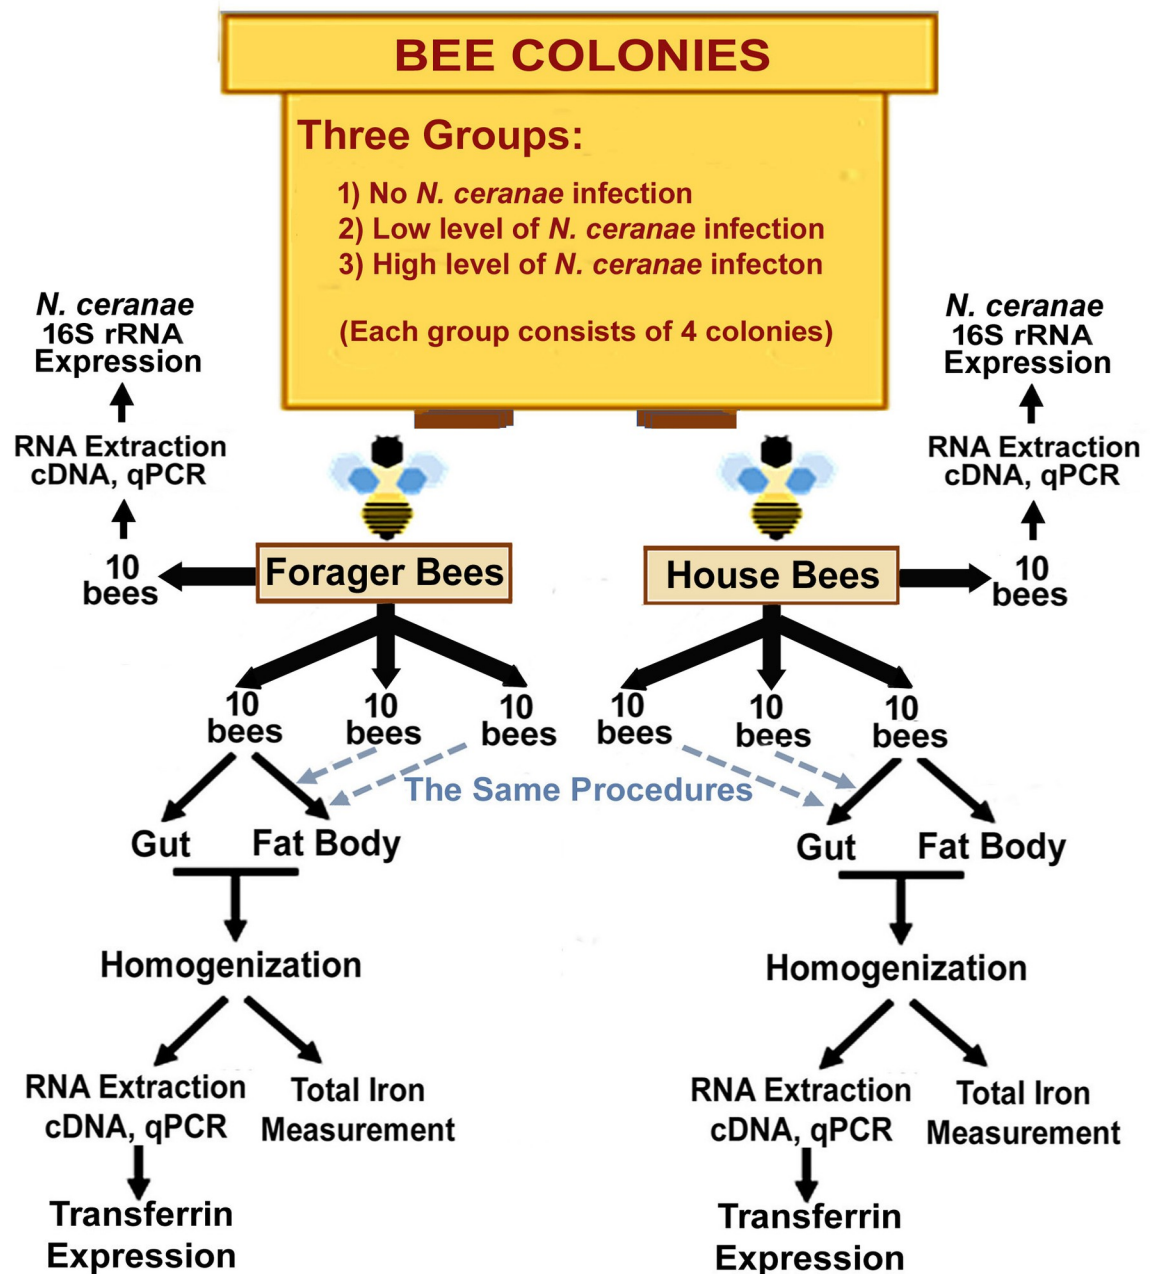 BEE COLONIES
Three Groups:
1) No N. ceranae infection
2) Low level of N. ceranae infection
3) High level of N. ceranae infecton
(Each group consists of 4 colonies)
N. ceranae
16S rRNA
Expression
RNA Extraction
cDNA, qPCR
10
bees
Forager Bees
N. ceranae
16S rRNA
Expression
RNA Extraction
cDNA, qPCR
House Bees
10
bees
10
bees
10
bees
10
bees
10
bees
10
bees
10
bees
The Same Procedures
Gut
Fat Body
Homogenization
RNA Extraction
cDNA, qPCR
Total Iron
Measurement
Transferrin
Expression
Gut
Fat Body
Homogenization
RNA Extraction
cDNA, qPCR
Total Iron
Measurement
Transferrin
Expression